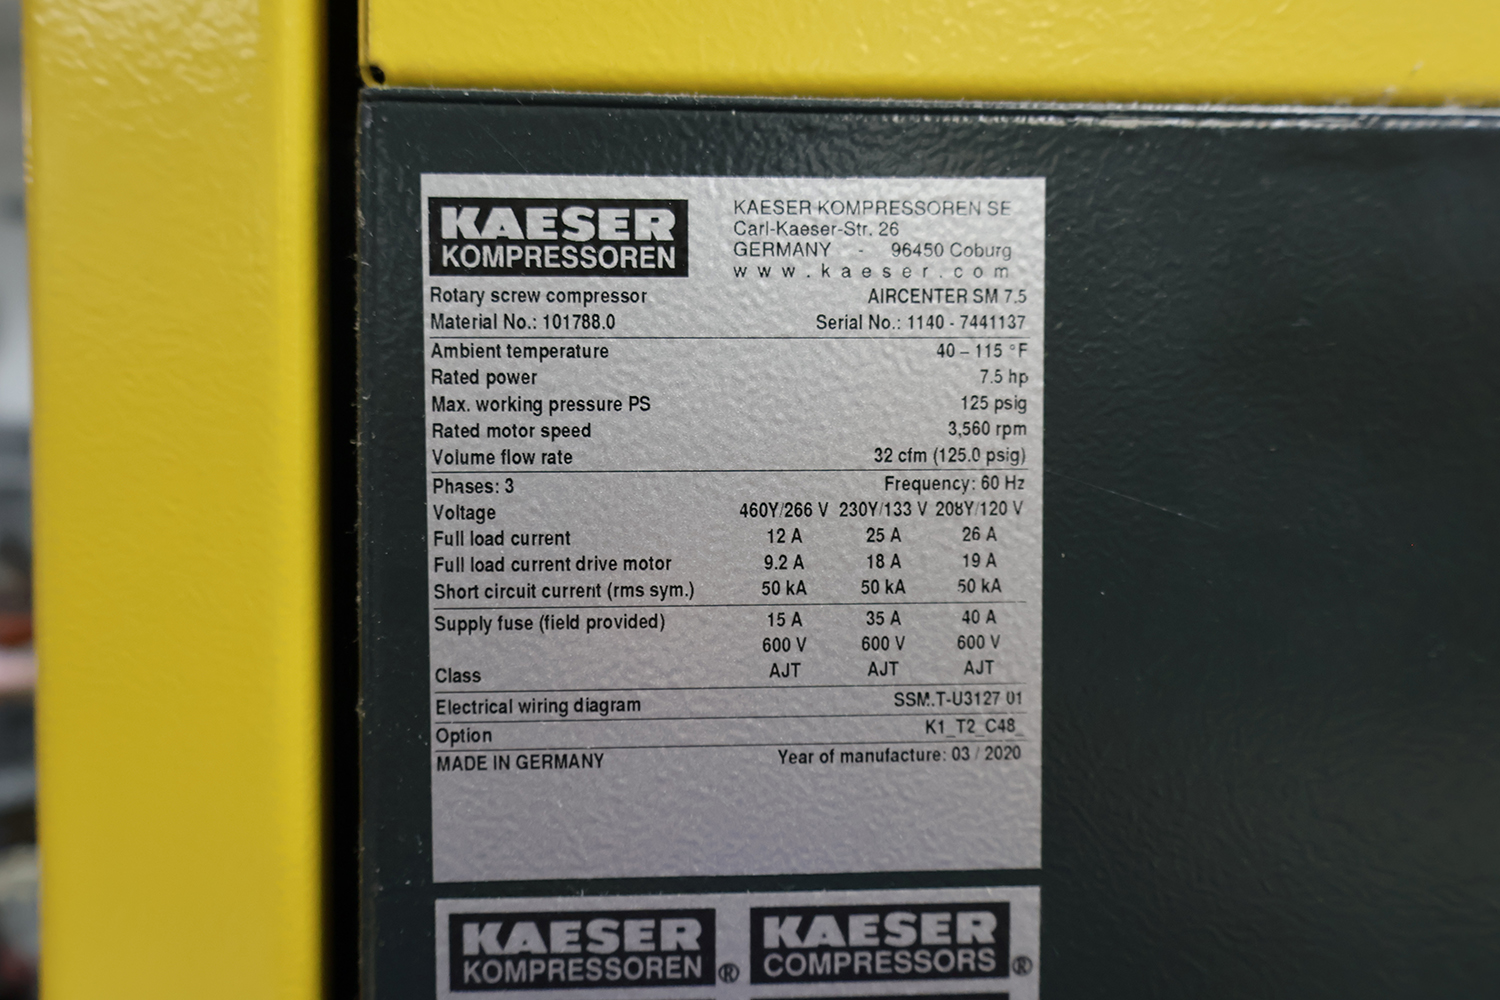 KAESER
KOMPRESSOREN
KAESER KOMPRESSOREN SE
Carl-Kaeser-Str. 26
GERMANY - 96450 Coburg
www.kaeser.com
Rotary screw compressor AIRCENTER SM 7.5
Material No.: 101788.0 Serial No.: 1140 - 7441137
Ambient temperature 40 – 115 °F
Rated power 7.5 hp
Max. working pressure PS 125 psig
Rated motor speed 3,560 rpm
Volume flow rate 32 cfm (125.0 psig)
Phases: 3 Frequency: 60 Hz
Voltage 460Y/266 V 230Y/133 V 208Y/120 V
Full load current 12 A 25 A 26 A
Full load current drive motor 9.2 A 18 A 19 A
Short circuit current (rms sym.) 50 kA 50 kA 50 kA
Supply fuse (field provided) 15 A 35 A 40 A
600 V 600 V 600 V
Class AJT AJT AJT
Electrical wiring diagram SSM.T-U3127 01
Option K1_T2_C48_
MADE IN GERMANY Year of manufacture: 03 / 2020
KAESER
KOMPRESSOREN ®
KAESER
COMPRESSORS ®